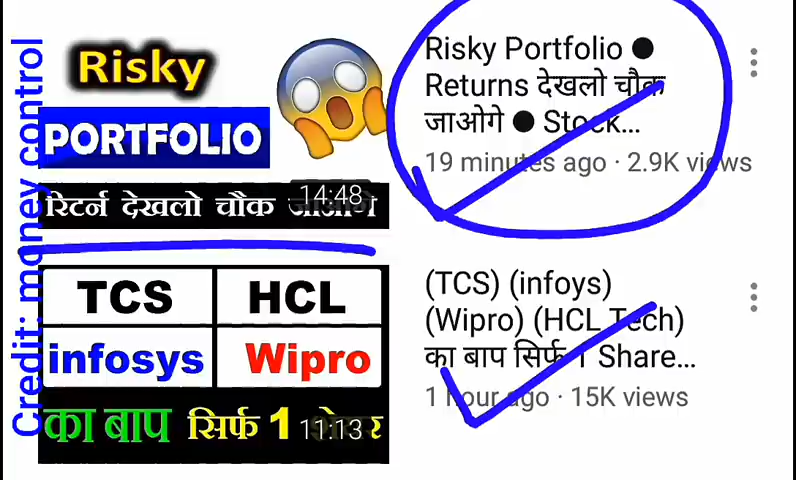 Credit: money control
Risky
PORTFOLIO
रिटर्न देखलो चौक जाओगे
14:48
Risky Portfolio ●
Returns देखलो चौक
जाओगे ● Stock...
19 minutes ago · 2.9K views
TCS
HCL
infosys
Wipro
का बाप सिर्फ 1
11:13
(TCS) (infoys)
(Wipro) (HCL Tech)
का बाप सिर्फ 1 Share...
1 hour ago · 15K views